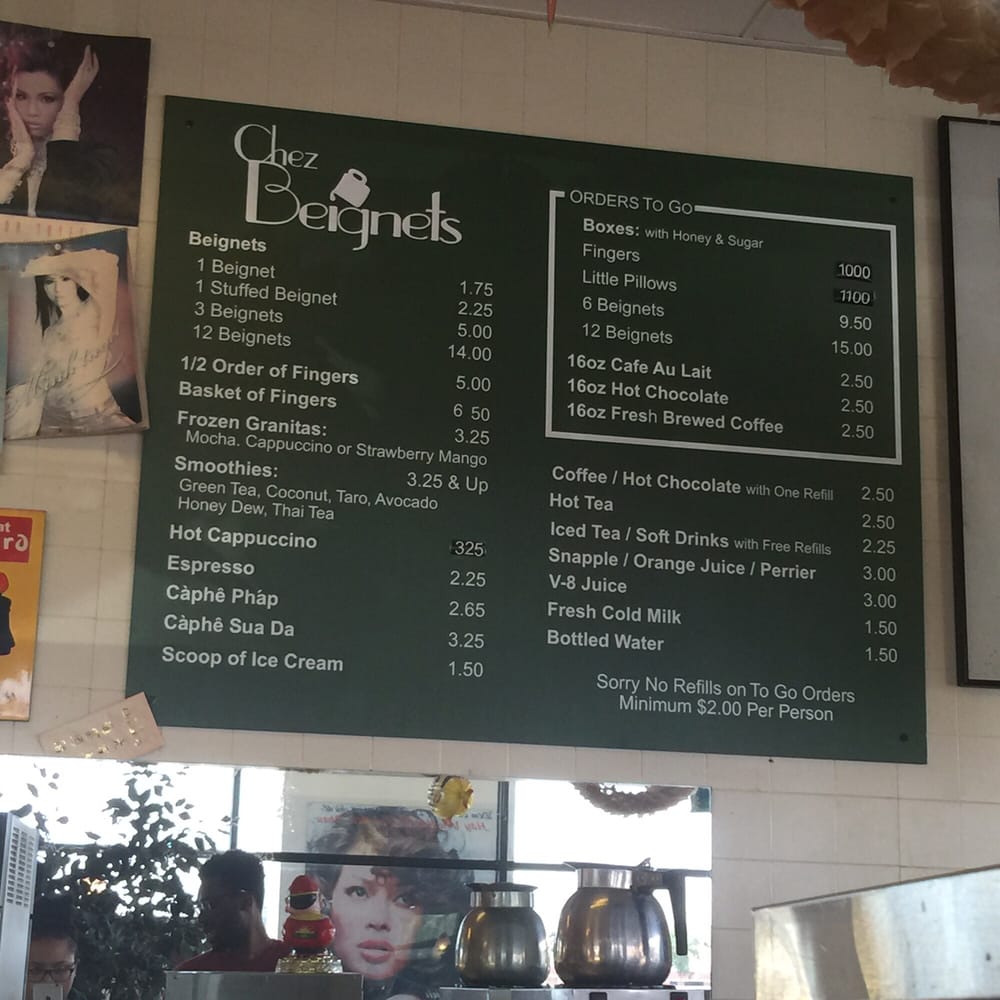 Chez
Beignets
Beignets
1 Beignet 1.75
1 Stuffed Beignet 2.25
3 Beignets 5.00
12 Beignets 14.00
1/2 Order of Fingers 5.00
Basket of Fingers 6 50
Frozen Granitas: 3.25
Mocha. Cappuccino or Strawberry Mango
Smoothies: 3.25 & Up
Green Tea, Coconut, Taro, Avocado
Honey Dew, Thai Tea
Hot Cappuccino 325
Espresso 2.25
Càphê Pháp 2.65
Càphê Sua Da 3.25
Scoop of Ice Cream 1.50
ORDERS TO GO
Boxes: with Honey & Sugar
Fingers 1000
Little Pillows 1100
6 Beignets 9.50
12 Beignets 15.00
16oz Cafe Au Lait 2.50
16oz Hot Chocolate 2.50
16oz Fresh Brewed Coffee 2.50
Coffee / Hot Chocolate with One Refill 2.50
Hot Tea 2.50
Iced Tea / Soft Drinks with Free Refills 2.25
Snapple / Orange Juice / Perrier 3.00
V-8 Juice 3.00
Fresh Cold Milk 1.50
Bottled Water 1.50
Sorry No Refills on To Go Orders
Minimum $2.00 Per Person